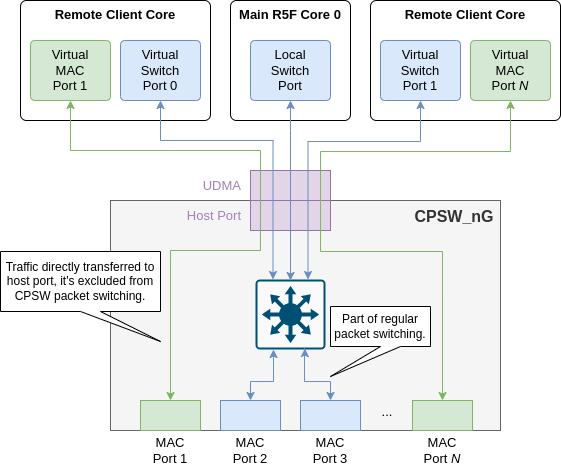 Remote Client Core
Main R5F Core 0
Remote Client Core
Virtual
MAC
Port 1
Virtual
Switch
Port 0
Local
Switch
Port
Virtual
Switch
Port 1
Virtual
MAC
Port N
UDMA
Host Port
CPSW_nG
Traffic directly transferred to
host port, it's excluded from
CPSW packet switching.
Part of regular
packet switching.
...
MAC
Port 1
MAC
Port 2
MAC
Port 3
MAC
Port N